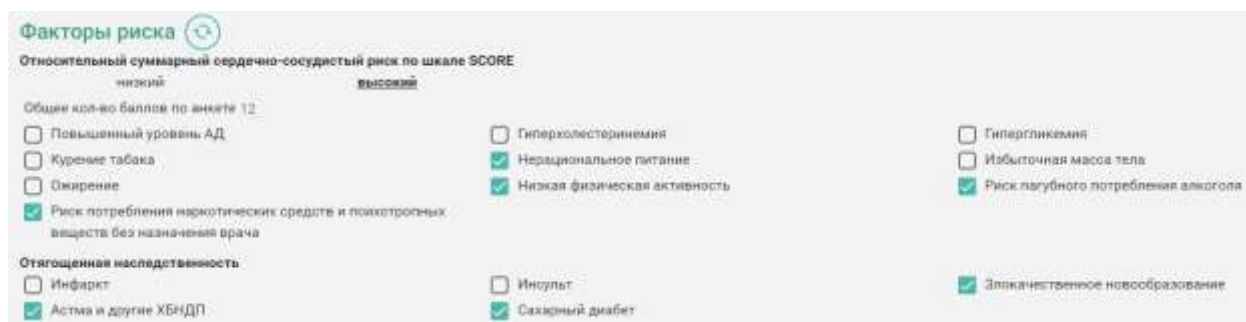 Факторы риска
Относительный суммарный сердечно-сосудистый риск по шкале SCORE
низкий высокий
Общее кол-во баллов по анкете 12
Повышенный уровень АД Гиперхолестеринемия Гипергликемия
Курение табака Нерациональное питание Избыточная масса тела
Ожирение Низкая физическая активность Риск пагубного потребления алкоголя
Риск потребления наркотических средств и психотропных
веществ без назначения врача
Отягощенная наследственность
Инфаркт Инсульт Злокачественное новообразование
Астма и другие ХБНДП Сахарный диабет